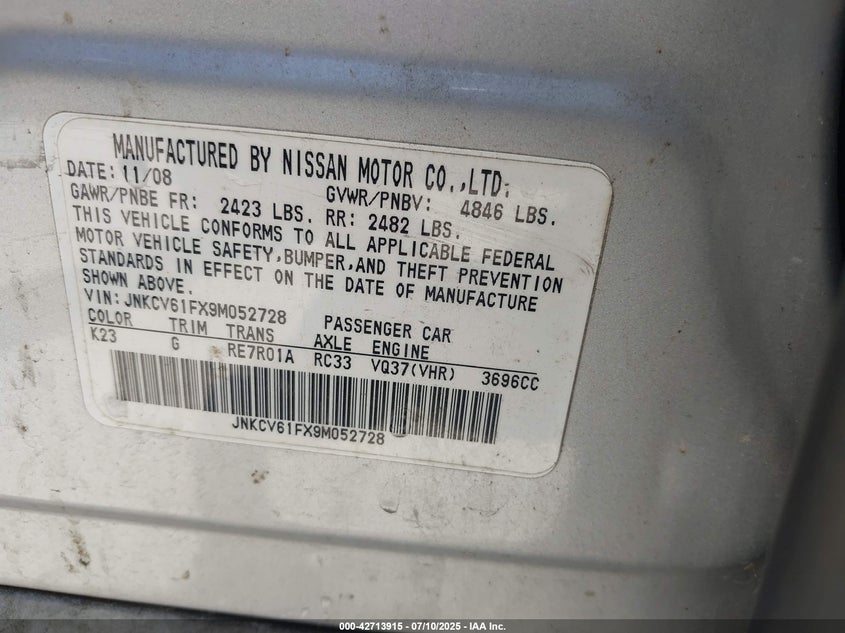 MANUFACTURED BY NISSAN MOTOR CO.,LTD.
DATE:11/08 GVWR/PNBV: 4846 LBS.
GAWR/PNBE FR: 2423 LBS. RR: 2482 LBS.
THIS VEHICLE CONFORMS TO ALL APPLICABLE FEDERAL
MOTOR VEHICLE SAFETY,BUMPER,AND THEFT PREVENTION
STANDARDS IN EFFECT ON THE DATE OF MANUFACTURE
SHOWN ABOVE.
VIN:JNKCV61FX9M052728 PASSENGER CAR
COLOR TRIM TRANS AXLE ENGINE
K23 G RE7R01A RC33 VQ37(VHR) 3696CC
JNKCV61FX9M052728
000-42713915 - 07/10/2025 - IAA Inc.